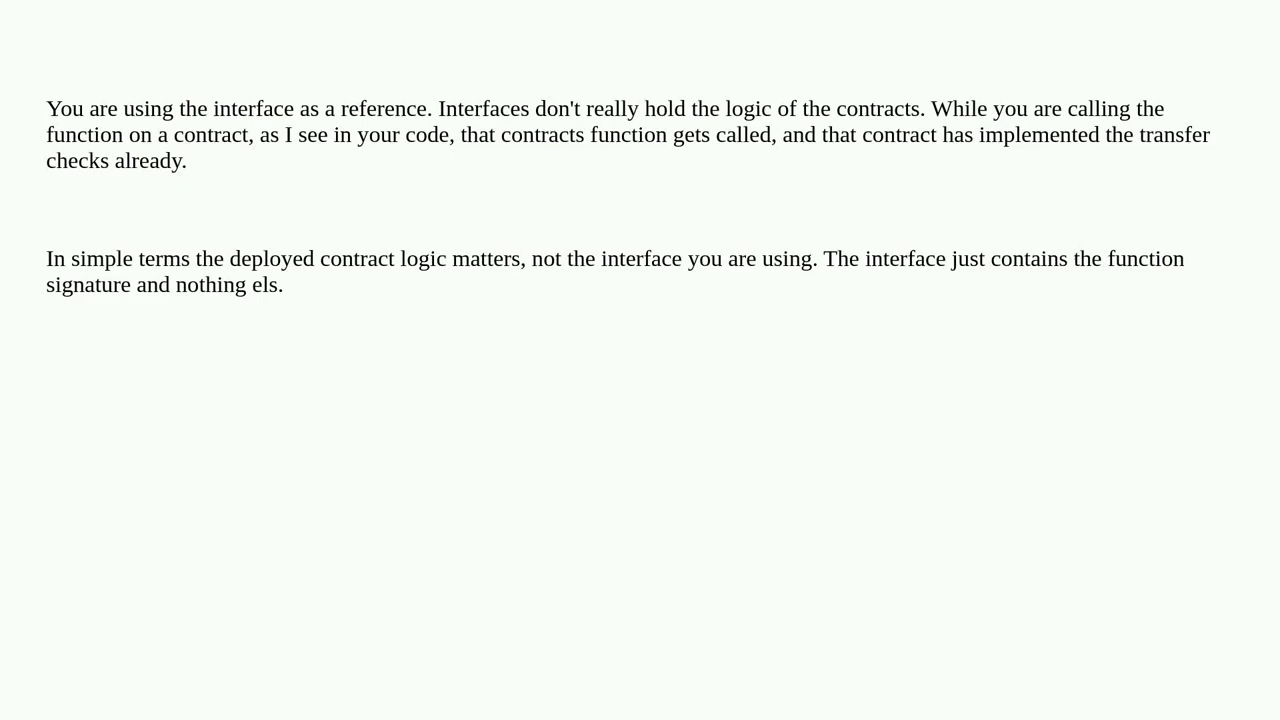 You are using the interface as a reference. Interfaces don't really hold the logic of the contracts. While you are calling the
function on a contract, as I see in your code, that contracts function gets called, and that contract has implemented the transfer
checks already.
In simple terms the deployed contract logic matters, not the interface you are using. The interface just contains the function
signature and nothing els.